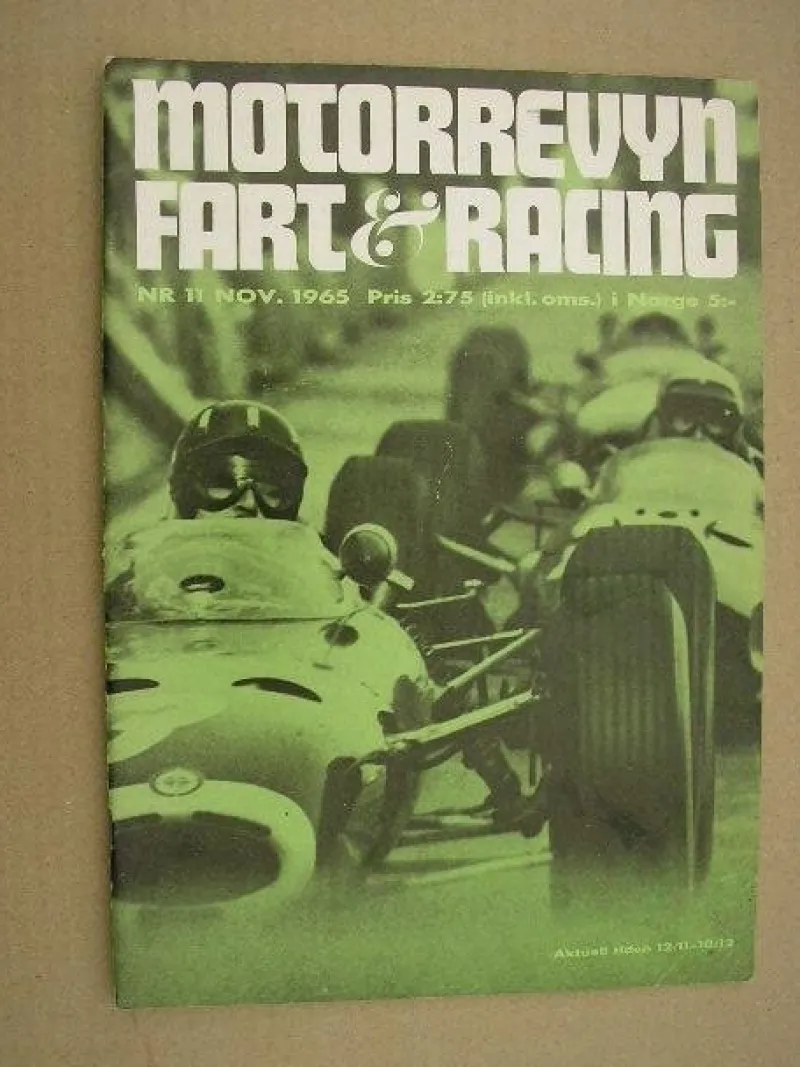 MOTORREVYN
FART & RACING
NR 11 NOV. 1965 Pris 2:75 (inkl. oms.) i Norge 5:-
Aktuell tiden 12/11-10/12